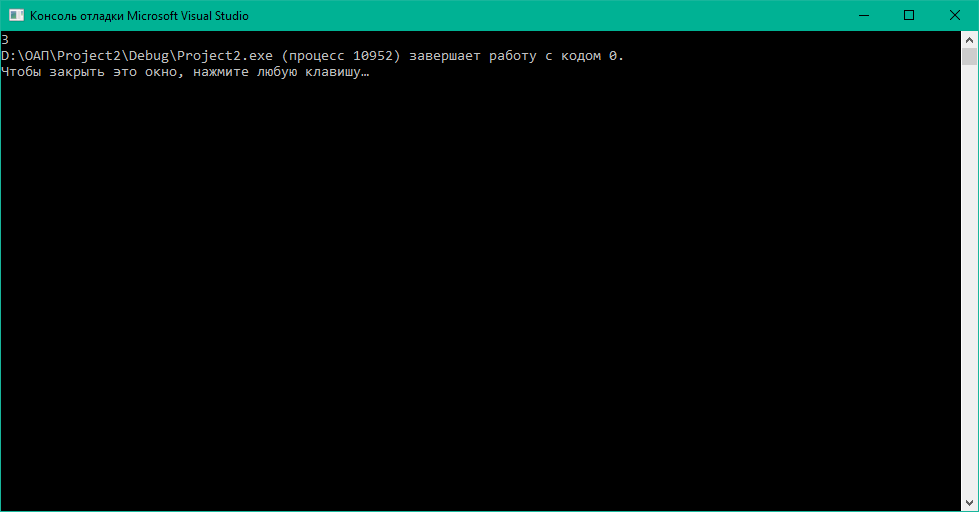 Консоль отладки Microsoft Visual Studio
3
D:\ОАП\Project2\Debug\Project2.exe (процесс 10952) завершает работу с кодом 0.
Чтобы закрыть это окно, нажмите любую клавишу…